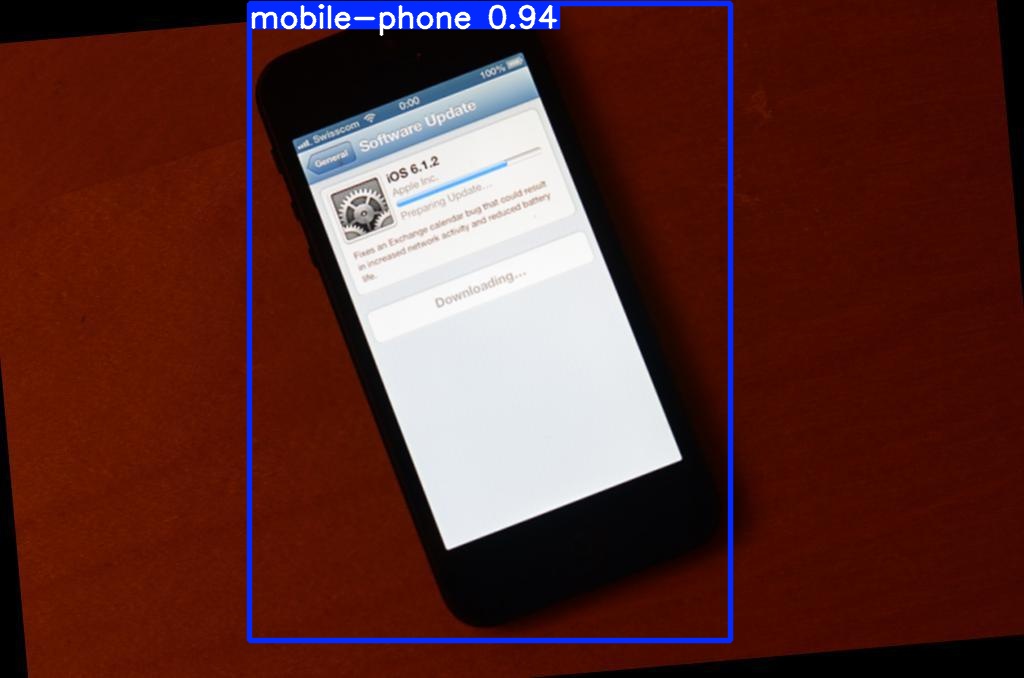 mobile-phone 0.94
Swisscom 0:00 100%
General Software Update
iOS 6.1.2
Apple Inc.
Preparing Update...
Fixes an Exchange calendar bug that could result
in increased network activity and reduced battery
life.
Downloading...